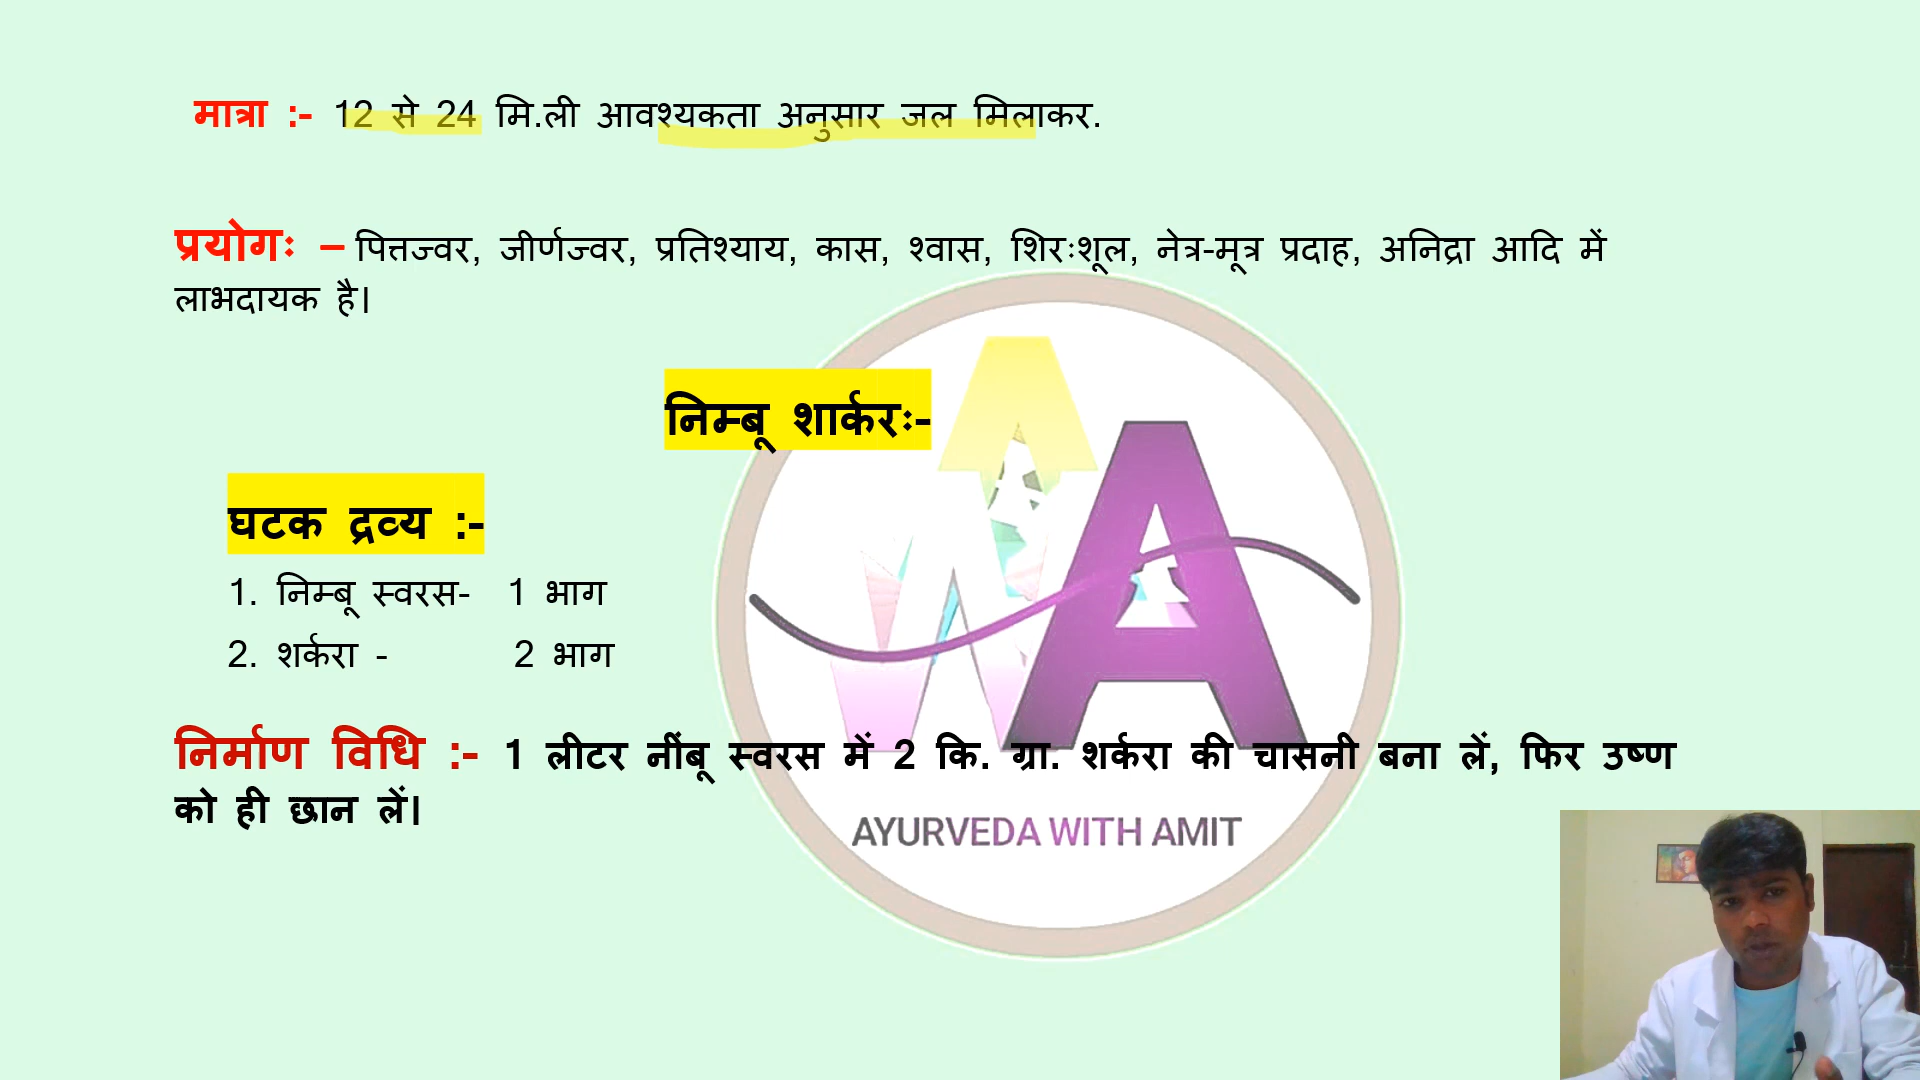 मात्रा :- 12 से 24 मि.ली आवश्यकता अनुसार जल मिलाकर.
प्रयोगः – पित्तज्वर, जीर्णज्वर, प्रतिश्याय, कास, श्वास, शिरःशूल, नेत्र-मूत्र प्रदाह, अनिद्रा आदि में
लाभदायक है।
निम्बू शार्करः-
घटक द्रव्य :-
1. निम्बू स्वरस- 1 भाग
2. शर्करा - 2 भाग
निर्माण विधि :- 1 लीटर नींबू स्वरस में 2 कि. ग्रा. शर्करा की चासनी बना लें, फिर उष्ण
को ही छान लें।
AYURVEDA WITH AMIT